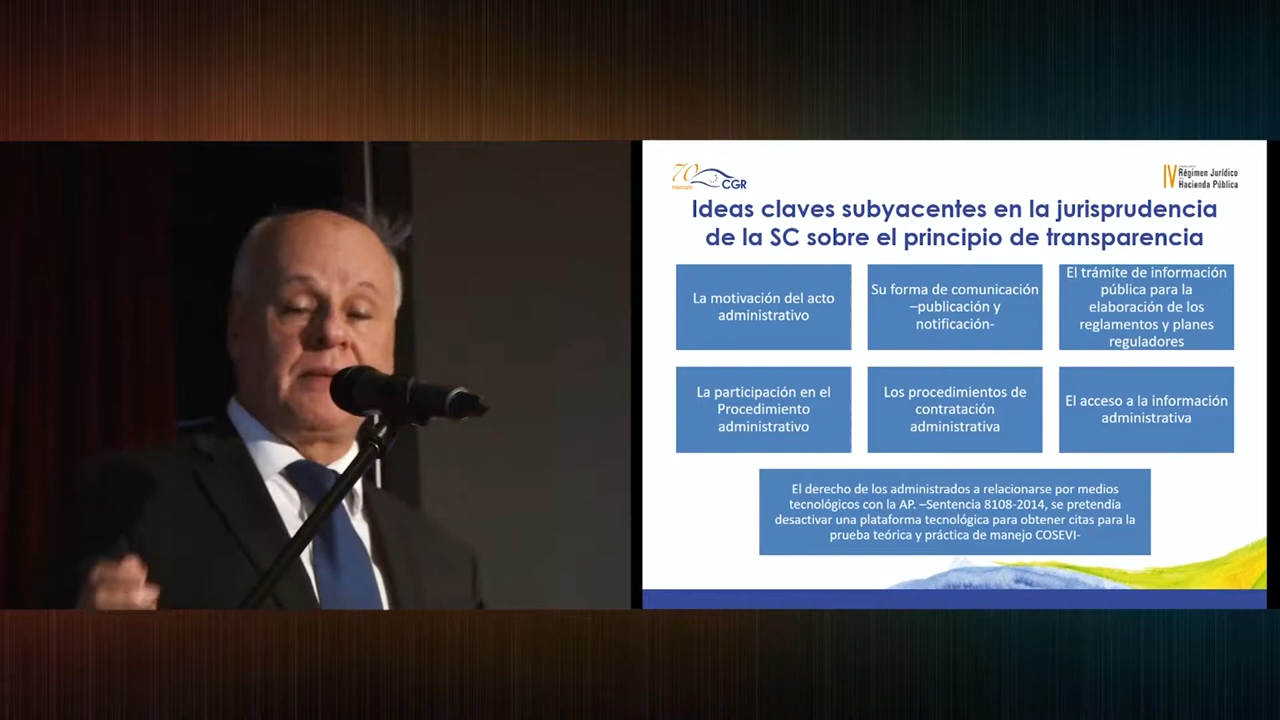 70
CGR
IV
Régimen Jurídico
Hacienda Pública
Ideas claves subyacentes en la jurisprudencia
de la SC sobre el principio de transparencia
La motivación del acto
administrativo
Su forma de comunicación
–publicación y
notificación-
El trámite de información
pública para la
elaboración de los
reglamentos y planes
reguladores
La participación en el
Procedimiento
administrativo
Los procedimientos de
contratación
administrativa
El acceso a la información
administrativa
El derecho de los administrados a relacionarse por medios
tecnológicos con la AP. –Sentencia 8108-2014, se pretendía
desactivar una plataforma tecnológica para obtener citas para la
prueba teórica y práctica de manejo COSEVI-